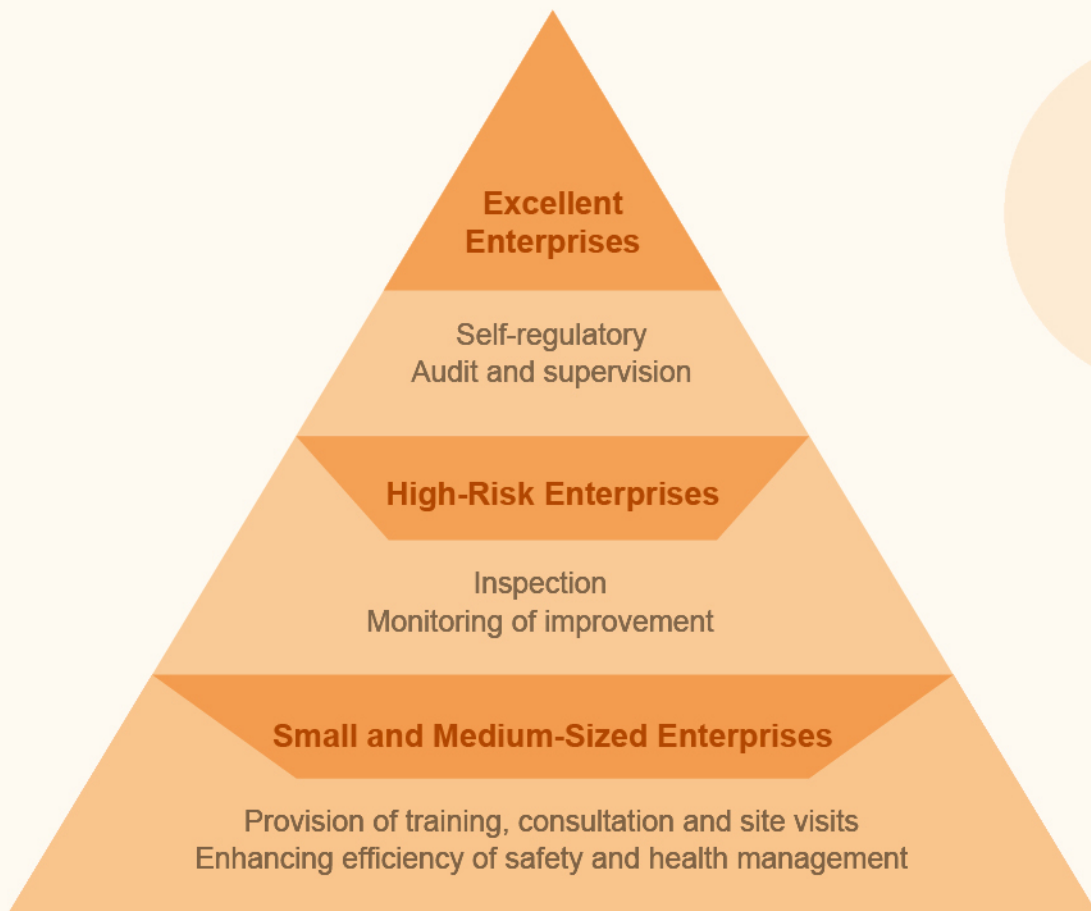 Excellent
Enterprises
Self-regulatory
Audit and supervision
High-Risk Enterprises
Inspection
Monitoring of improvement
Small and Medium-Sized Enterprises
Provision of training, consultation and site visits
Enhancing efficiency of safety and health management